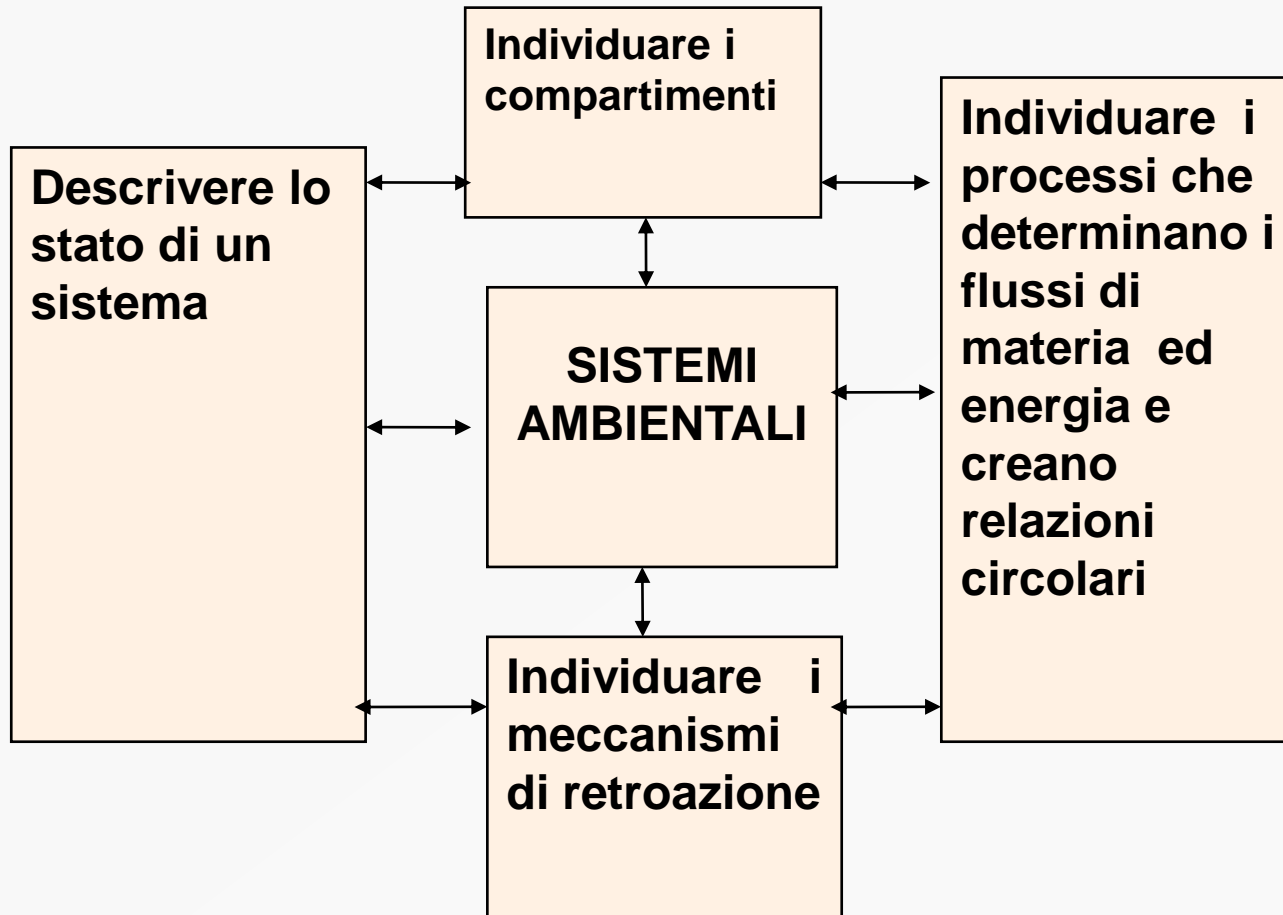 Individuare i
compartimenti
Descrivere lo
stato di un
sistema
SISTEMI
AMBIENTALI
Individuare i
processi che
determinano i
flussi di
materia ed
energia e
creano
relazioni
circolari
Individuare i
meccanismi
di retroazione